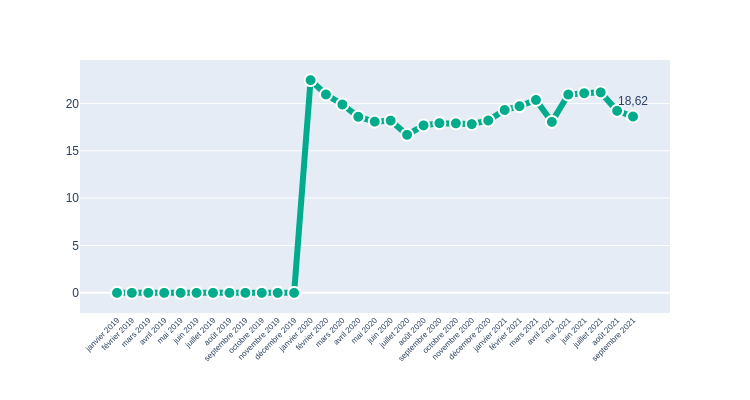 20
15
10
5
0
18,62
janvier 2019
février 2019
mars 2019
avril 2019
mai 2019
juin 2019
juillet 2019
août 2019
septembre 2019
octobre 2019
novembre 2019
décembre 2019
janvier 2020
février 2020
mars 2020
avril 2020
mai 2020
juin 2020
juillet 2020
août 2020
septembre 2020
octobre 2020
novembre 2020
décembre 2020
janvier 2021
février 2021
mars 2021
avril 2021
mai 2021
juin 2021
juillet 2021
août 2021
septembre 2021